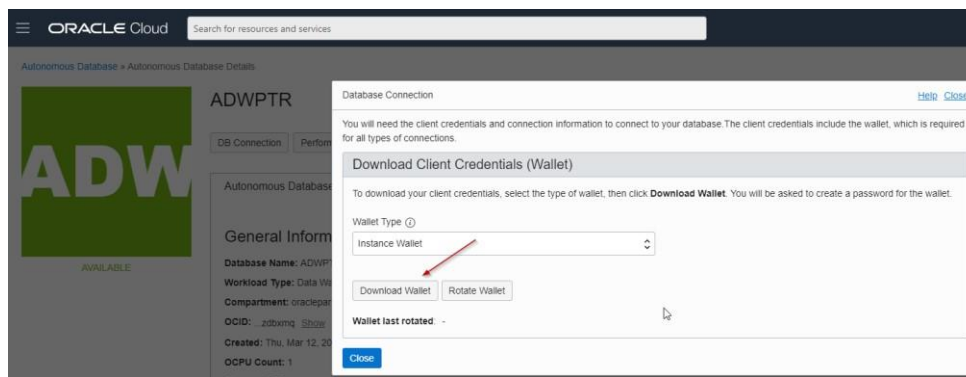 ORACLE Cloud
Search for resources and services
Autonomous Database » Autonomous Database Details
ADW
AVAILABLE
ADWPTR
DB Connection
Perform
Autonomous Database
General Inform
Database Name: ADWP
Workload Type: Data Wa
Compartment: oraclepar
OCID: ...zdbxmq Show
Created: Thu, Mar 12, 20
OCPU Count: 1
Database Connection
Help Close
You will need the client credentials and connection information to connect to your database.The client credentials include the wallet, which is required
for all types of connections.
Download Client Credentials (Wallet)
To download your client credentials, select the type of wallet, then click Download Wallet. You will be asked to create a password for the wallet.
Wallet Type
Instance Wallet
Download Wallet
Rotate Wallet
Wallet last rotated: -
Close